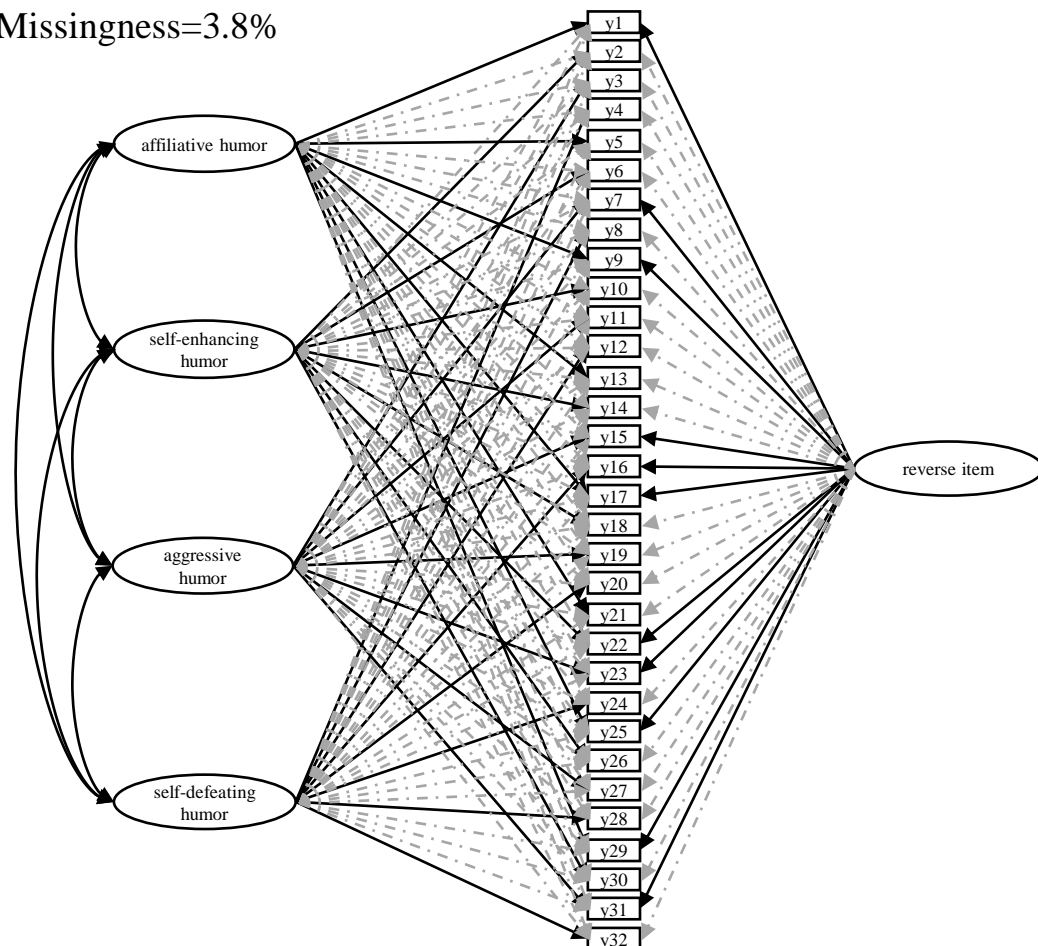 Missingness=3.8%
affiliative humor
self-enhancing
humor
aggressive
humor
self-defeating
humor
y1
y2
y3
y4
y5
y6
y7
y8
y9
y10
y11
y12
y13
y14
y15
y16
y17
y18
y19
y20
y21
y22
y23
y24
y25
y26
y27
y28
y29
y30
y31
y32
reverse item